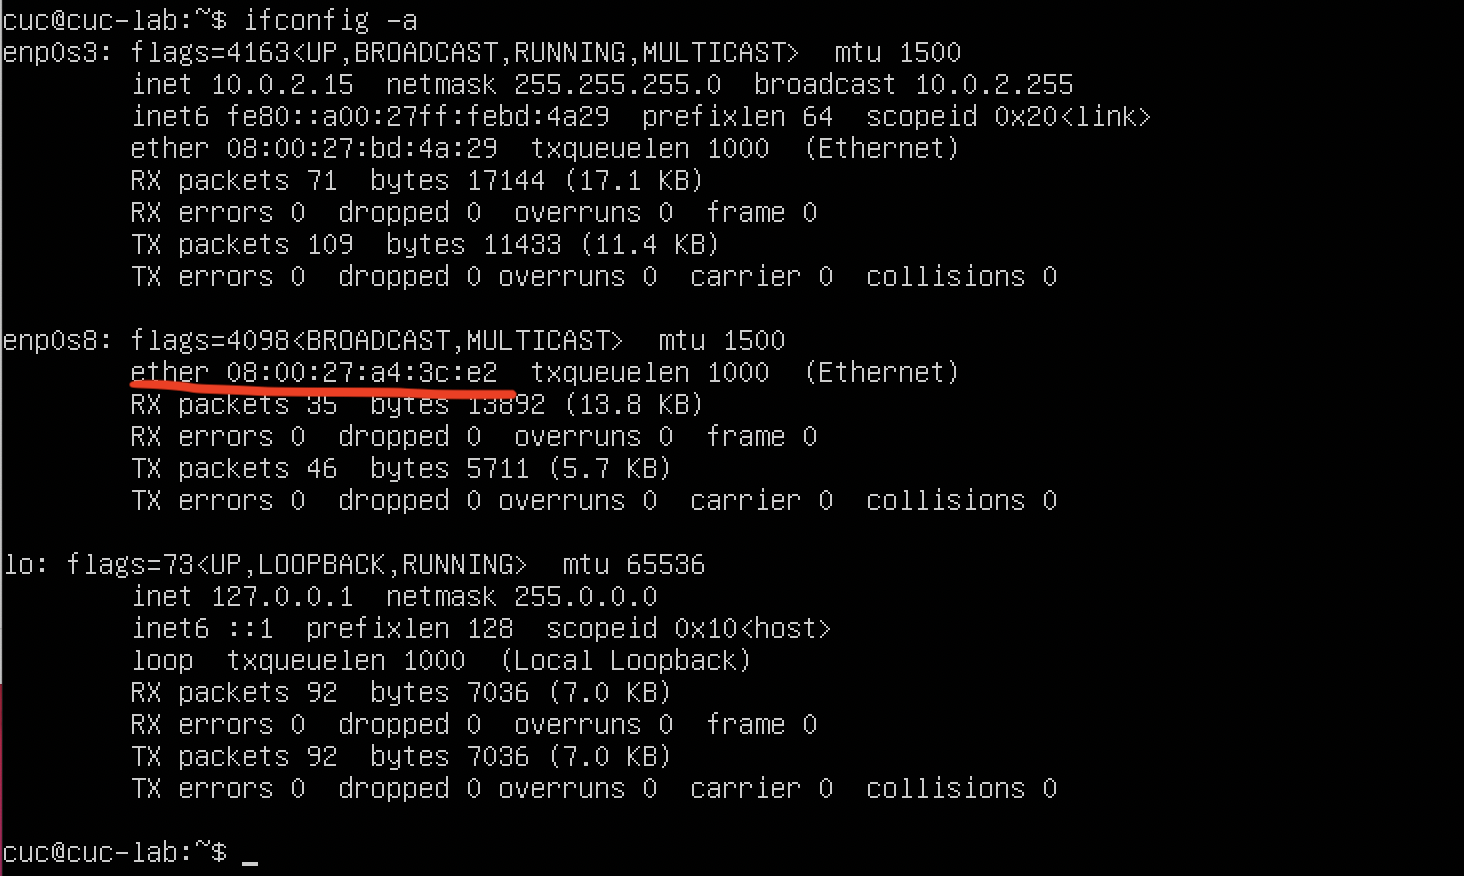 cuc@cuc-lab:~$ ifconfig -a
enp0s3: flags=4163<UP,BROADCAST,RUNNING,MULTICAST>  mtu 1500
        inet 10.0.2.15  netmask 255.255.255.0  broadcast 10.0.2.255
        inet6 fe80::a00:27ff:febd:4a29  prefixlen 64  scopeid 0x20<link>
        ether 08:00:27:bd:4a:29  txqueuelen 1000  (Ethernet)
        RX packets 71  bytes 17144 (17.1 KB)
        RX errors 0  dropped 0  overruns 0  frame 0
        TX packets 109  bytes 11433 (11.4 KB)
        TX errors 0  dropped 0 overruns 0  carrier 0  collisions 0

enp0s8: flags=4098<BROADCAST,MULTICAST>  mtu 1500
        ether 08:00:27:a4:3c:e2  txqueuelen 1000  (Ethernet)
        RX packets 35  bytes 13892 (13.8 KB)
        RX errors 0  dropped 0  overruns 0  frame 0
        TX packets 46  bytes 5711 (5.7 KB)
        TX errors 0  dropped 0 overruns 0  carrier 0  collisions 0

lo: flags=73<UP,LOOPBACK,RUNNING>  mtu 65536
        inet 127.0.0.1  netmask 255.0.0.0
        inet6 ::1  prefixlen 128  scopeid 0x10<host>
        loop  txqueuelen 1000  (Local Loopback)
        RX packets 92  bytes 7036 (7.0 KB)
        RX errors 0  dropped 0  overruns 0  frame 0
        TX packets 92  bytes 7036 (7.0 KB)
        TX errors 0  dropped 0 overruns 0  carrier 0  collisions 0

cuc@cuc-lab:~$ _